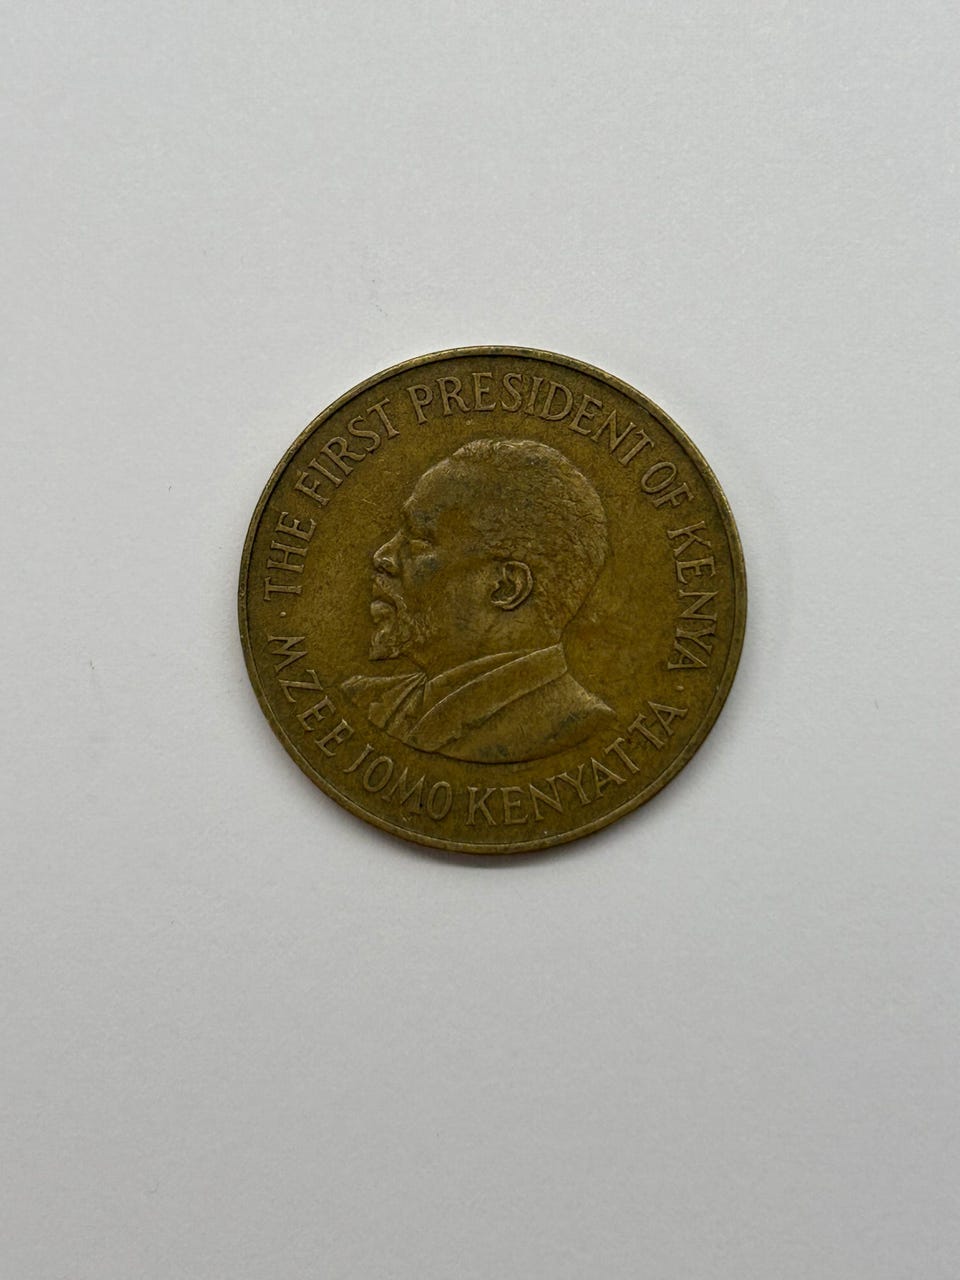 · THE FIRST PRESIDENT OF KENYA ·
MZEE JOMO KENYATTA